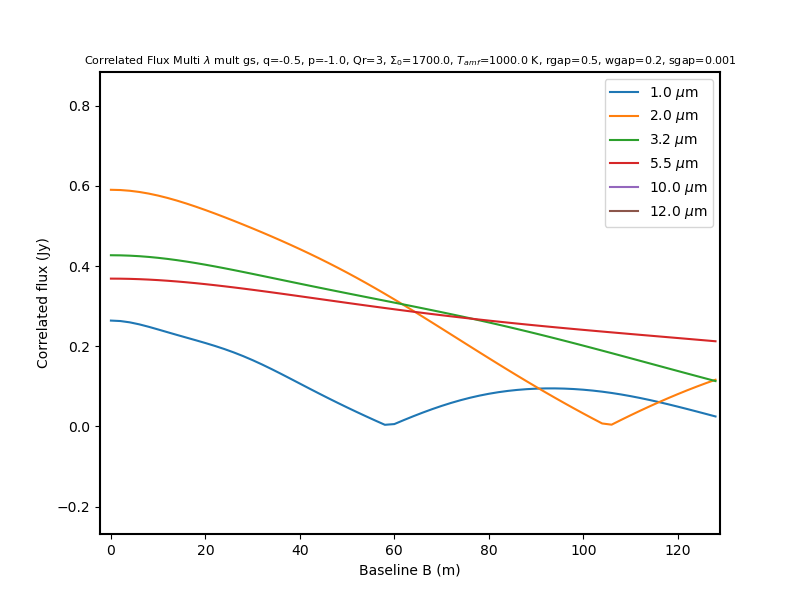 Correlated Flux Multi λ mult gs, q=-0.5, p=-1.0, Qr=3, Σ₀=1700.0, T_amf=1000.0 K, rgap=0.5, wgap=0.2, sgap=0.001
1.0 μm
2.0 μm
3.2 μm
5.5 μm
10.0 μm
12.0 μm
0.8
0.6
0.4
0.2
0.0
−0.2
Correlated flux (Jy)
0 20 40 60 80 100 120
Baseline B (m)